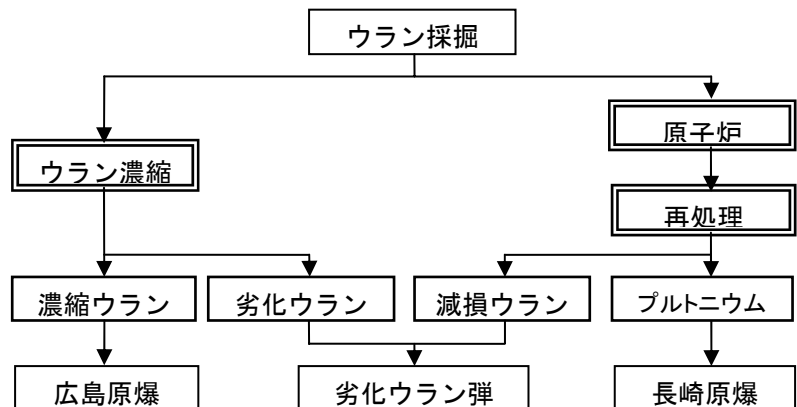 ウラン採掘
原子炉
ウラン濃縮
再処理
濃縮ウラン
劣化ウラン
減損ウラン
プルトニウム
広島原爆
劣化ウラン弾
長崎原爆